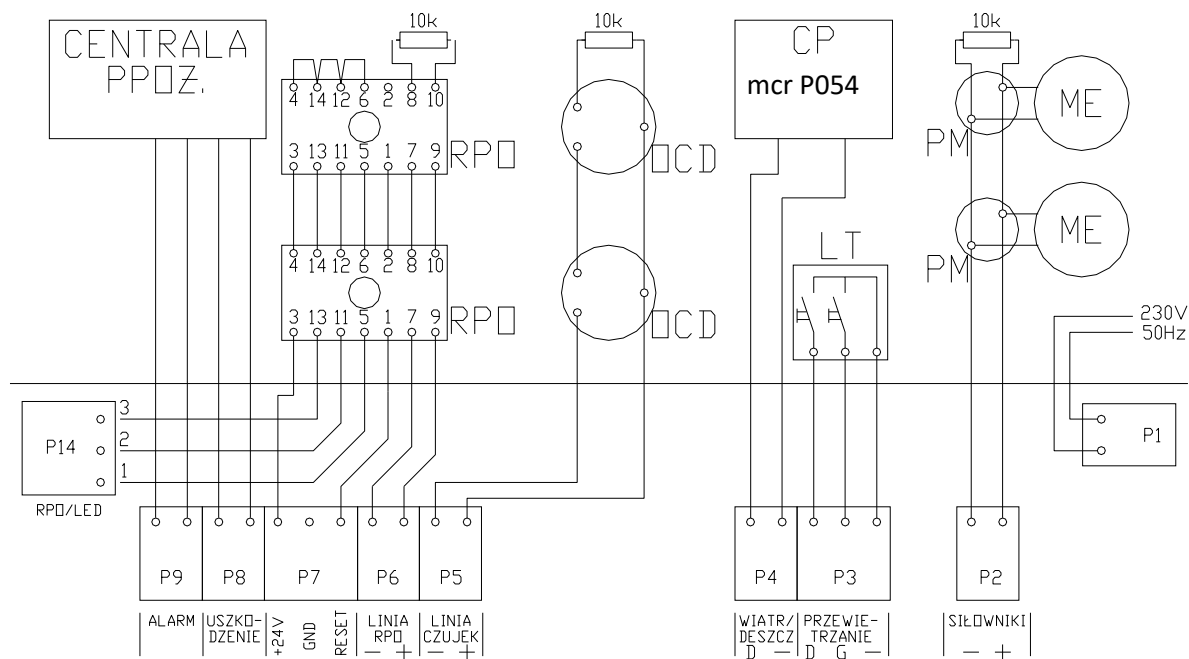 10k 10k 10k
CENTRALA
PPOŻ.
CP
mcr P054
4 14 12 6 2 8 10
3 13 11 5 1 7 9
RPO
OCD
PM
ME
4 14 12 6 2 8 10
3 13 11 5 1 7 9
RPO
OCD
LT
PM
ME
230V
50Hz
3
2
1
P14
RPO/LED
P1
P9 P8 P7 P6 P5 P4 P3 P2
ALARM
USZKO-
DZENIE
+24V
GND
RESET
LINIA
RPO
- +
LINIA
CZUJEK
- +
WIATR/
DESZCZ
D -
PRZEWIE-
TRZANIE
D G -
SIŁOWNIKI
- +